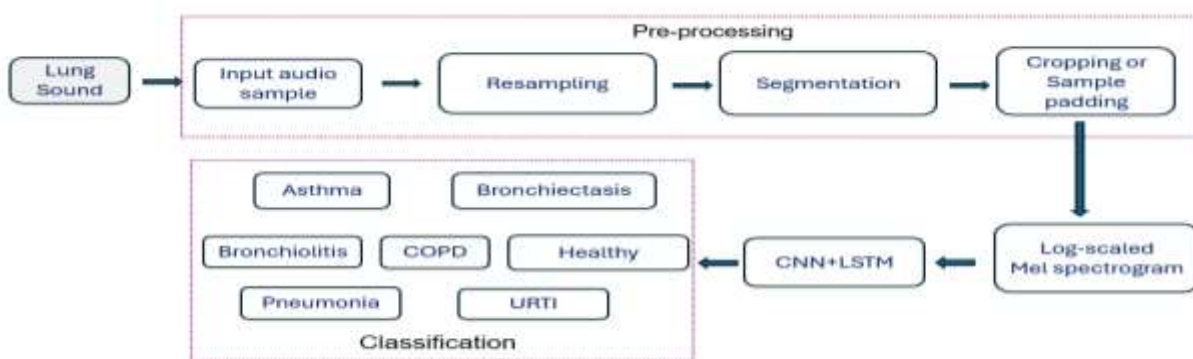 Pre-processing
Lung
Sound
Input audio
sample
Resampling
Segmentation
Cropping or
Sample
padding
Log-scaled
Mel spectrogram
CNN+LSTM
Asthma
Bronchiectasis
Bronchiolitis
COPD
Healthy
Pneumonia
URTI
Classification